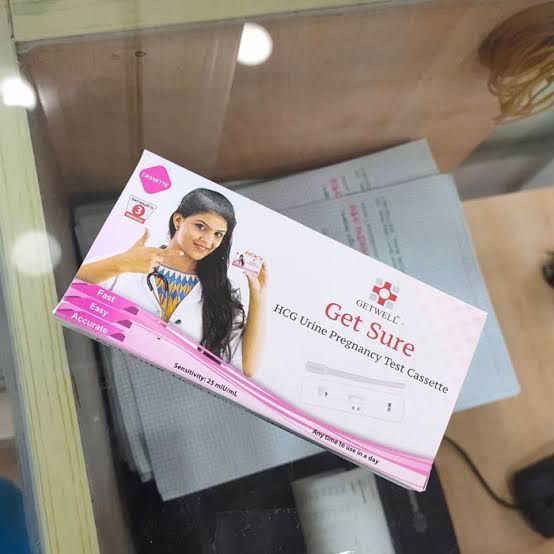 CASSETTE
3
Fast
Easy
Accurate
Sensitivity: 25 mIU/mL
GETWELL
Get Sure
HCG Urine Pregnancy Test Cassette
Any time to use in a day